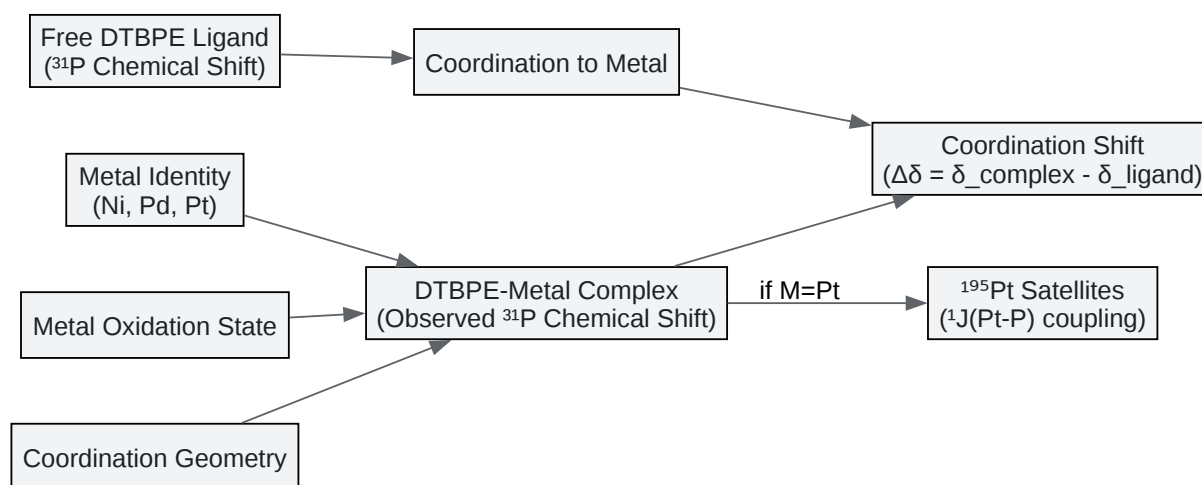 Free DTBPE Ligand
(³¹P Chemical Shift)
Coordination to Metal
Coordination Shift
(Δδ = δ_complex - δ_ligand)
Metal Identity
(Ni, Pd, Pt)
DTBPE-Metal Complex
(Observed ³¹P Chemical Shift)
if M=Pt
¹⁹⁵Pt Satellites
(¹J(Pt-P) coupling)
Metal Oxidation State
Coordination Geometry